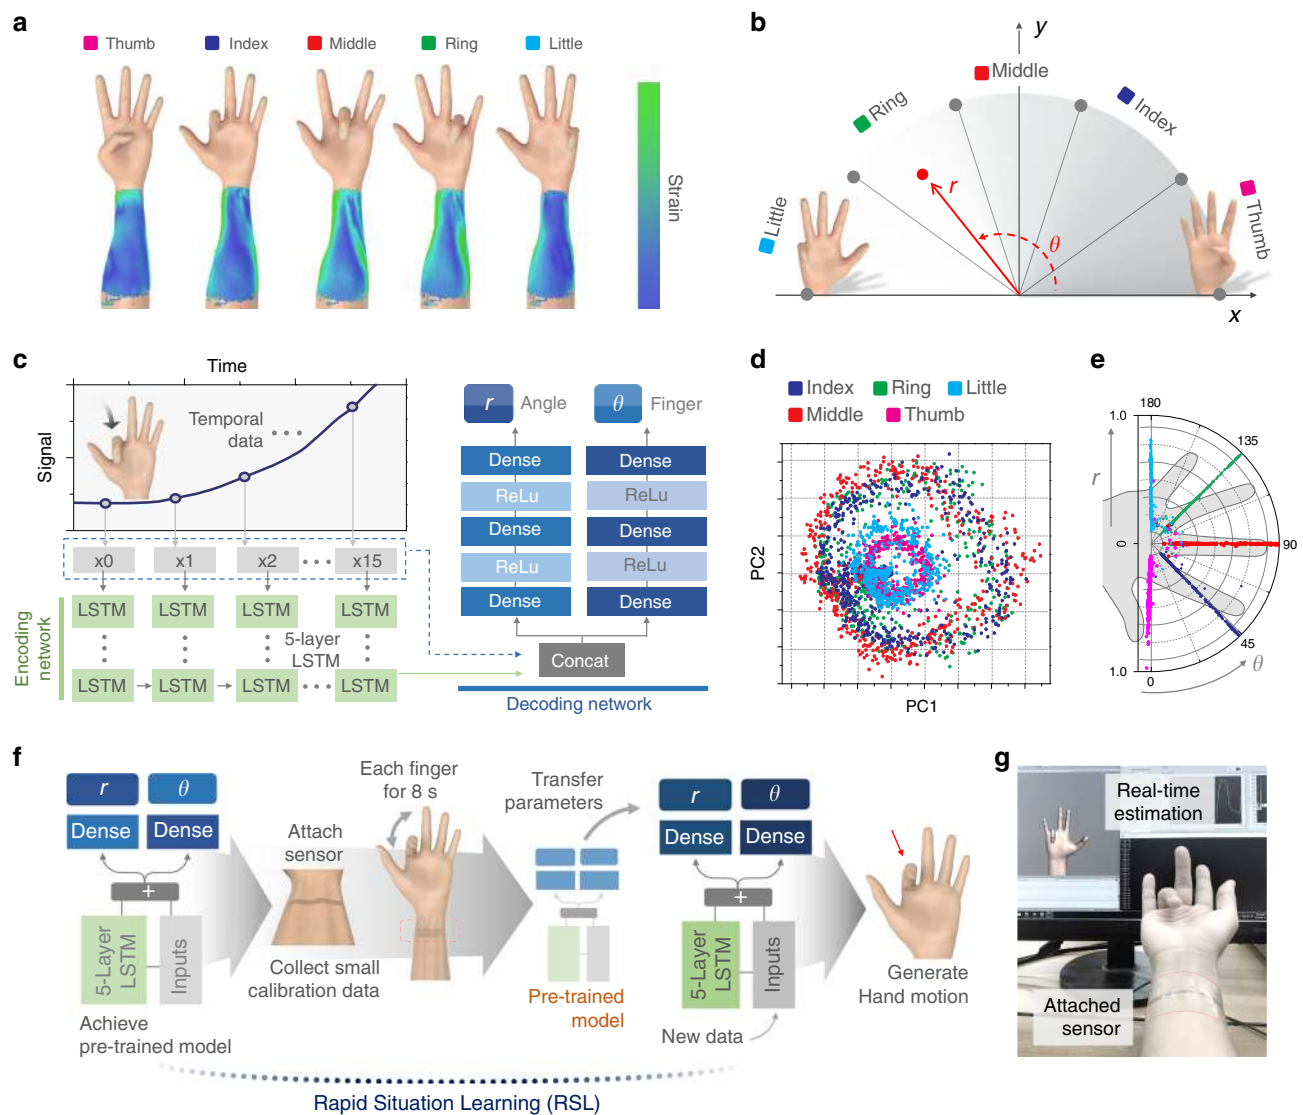 a
Thumb
Index
Middle
Ring
Little
Strain
b
y
Middle
Ring
Index
Little
Thumb
r
θ
x
c
Time
Signal
Temporal
data
x0
x1
x2
x15
LSTM
LSTM
LSTM
LSTM
5-layer
LSTM
LSTM
LSTM
LSTM
LSTM
Encoding
network
r
Angle
θ
Finger
Dense
Dense
ReLu
ReLu
Dense
Dense
ReLu
ReLu
Dense
Dense
Concat
Decoding network
d
Index
Ring
Little
Middle
Thumb
PC2
PC1
e
180
1.0
135
r
0
90
45
1.0
0
θ
f
r
θ
Dense
Dense
+
5-Layer
LSTM
Inputs
Achieve
pre-trained model
Attach
sensor
Each finger
for 8 s
Collect small
calibration data
Transfer
parameters
Pre-trained
model
r
θ
Dense
Dense
+
5-Layer
LSTM
Inputs
New data
Generate
Hand motion
Rapid Situation Learning (RSL)
g
Real-time
estimation
Attached
sensor